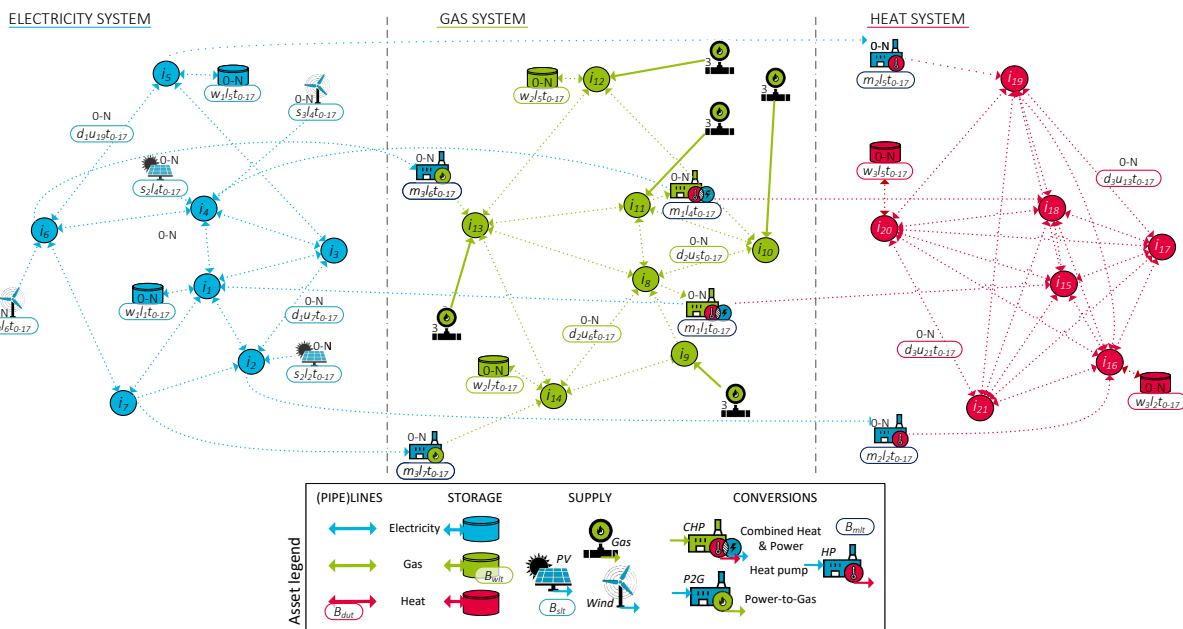 ELECTRICITY SYSTEM
GAS SYSTEM
HEAT SYSTEM
i5
0-N
w1l5t0-17
0-N
s3l4t0-17
0-N
d1u19t0-17
0-N
s2l4t0-17
i4
0-N
i6
i3
i1
0-N
w1l1t0-17
0-N
d1u7t0-17
l6t0-17
i2
0-N
s2l2t0-17
i7
0-N
w2l5t0-17
i12
3
3
3
0-N
m3l6t0-17
0-N
m1l4t0-17
i11
i13
i10
0-N
d2u5t0-17
i8
0-N
m1l1t0-17
3
0-N
d2u6t0-17
i9
0-N
w2l7t0-17
i14
3
0-N
m3l7t0-17
0-N
m2l5t0-17
i19
0-N
w3l5t0-17
0-N
d3u13t0-17
i18
i20
i17
i15
0-N
d3u21t0-17
i16
0-N
w3l2t0-17
i21
0-N
m2l2t0-17
Asset legend
(PIPE)LINES
STORAGE
SUPPLY
CONVERSIONS
Electricity
Gas
Heat
Bdut
Bwlt
Gas
PV
Bslt
Wind
CHP
Combined Heat
& Power
Bmlt
HP
Heat pump
P2G
Power-to-Gas